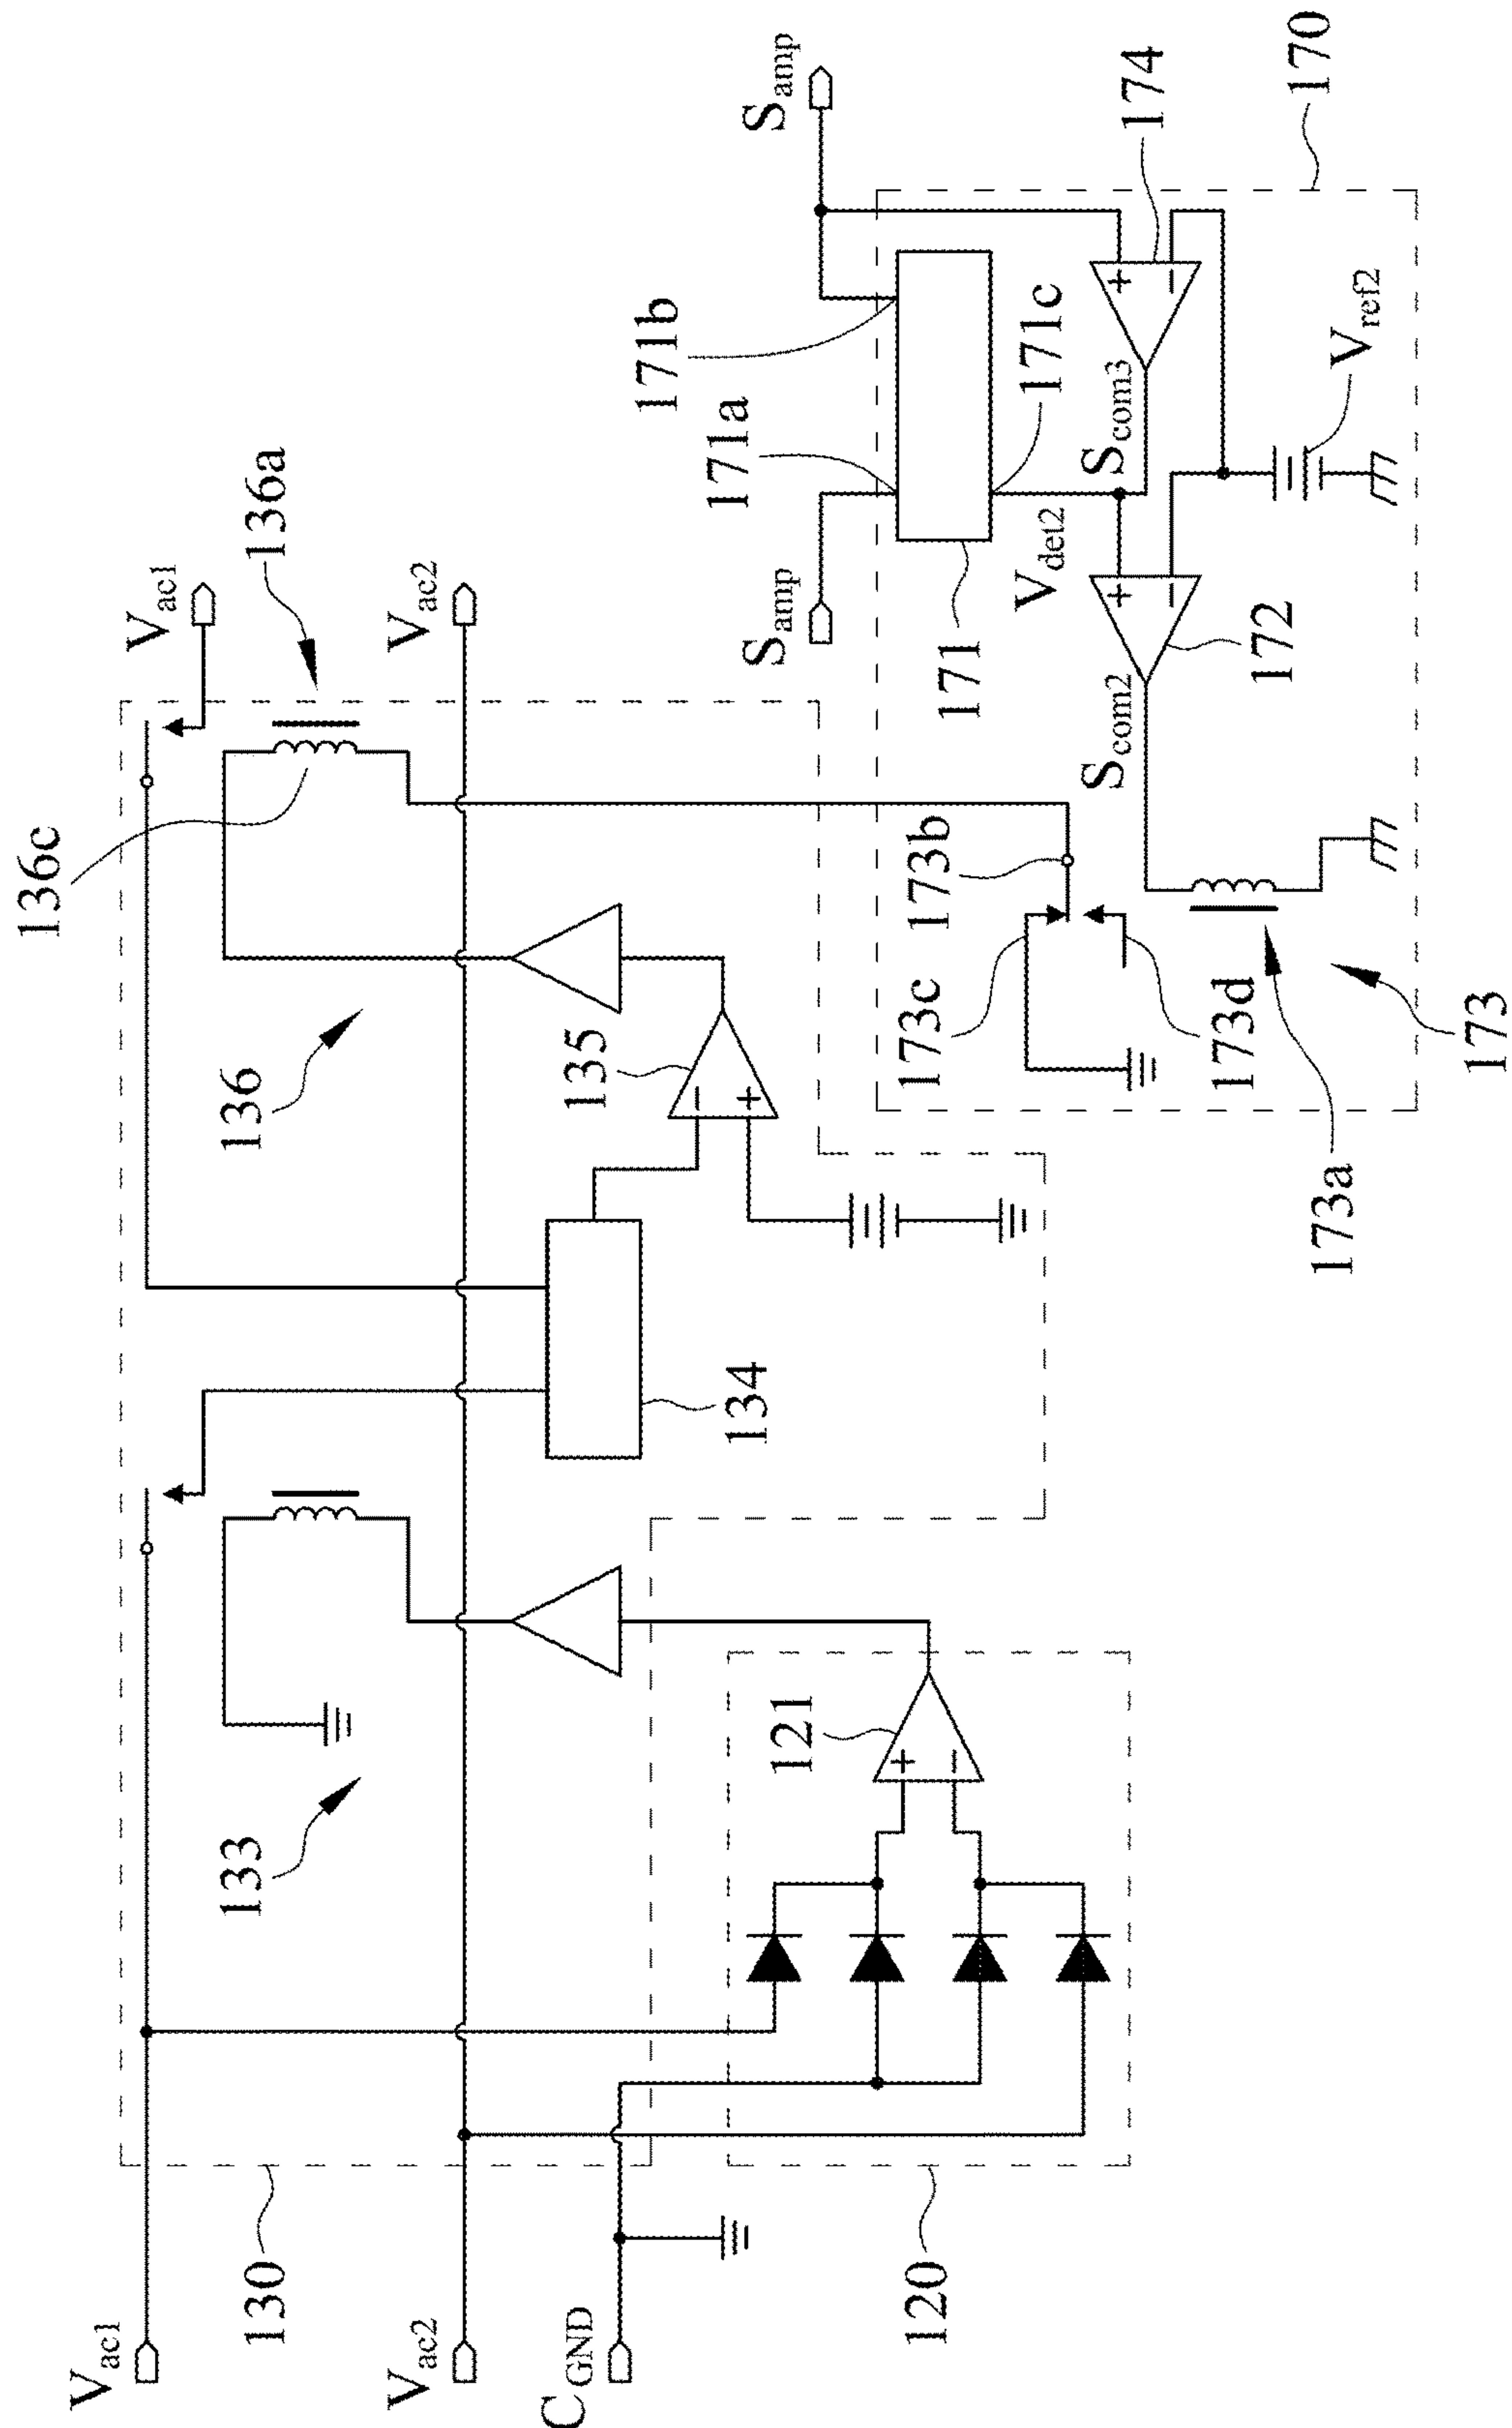 V_ac1
V_ac2
C_GND
130
120
133
121
134
135
136
136c
136a
V_ac1
V_ac2
S_amp
S_amp
171a
171b
171
171c
V_det2
S_com3
174
170
V_ref2
172
S_com2
173b
173c
173d
173a
173
+
−
−
+
+
−
+
−